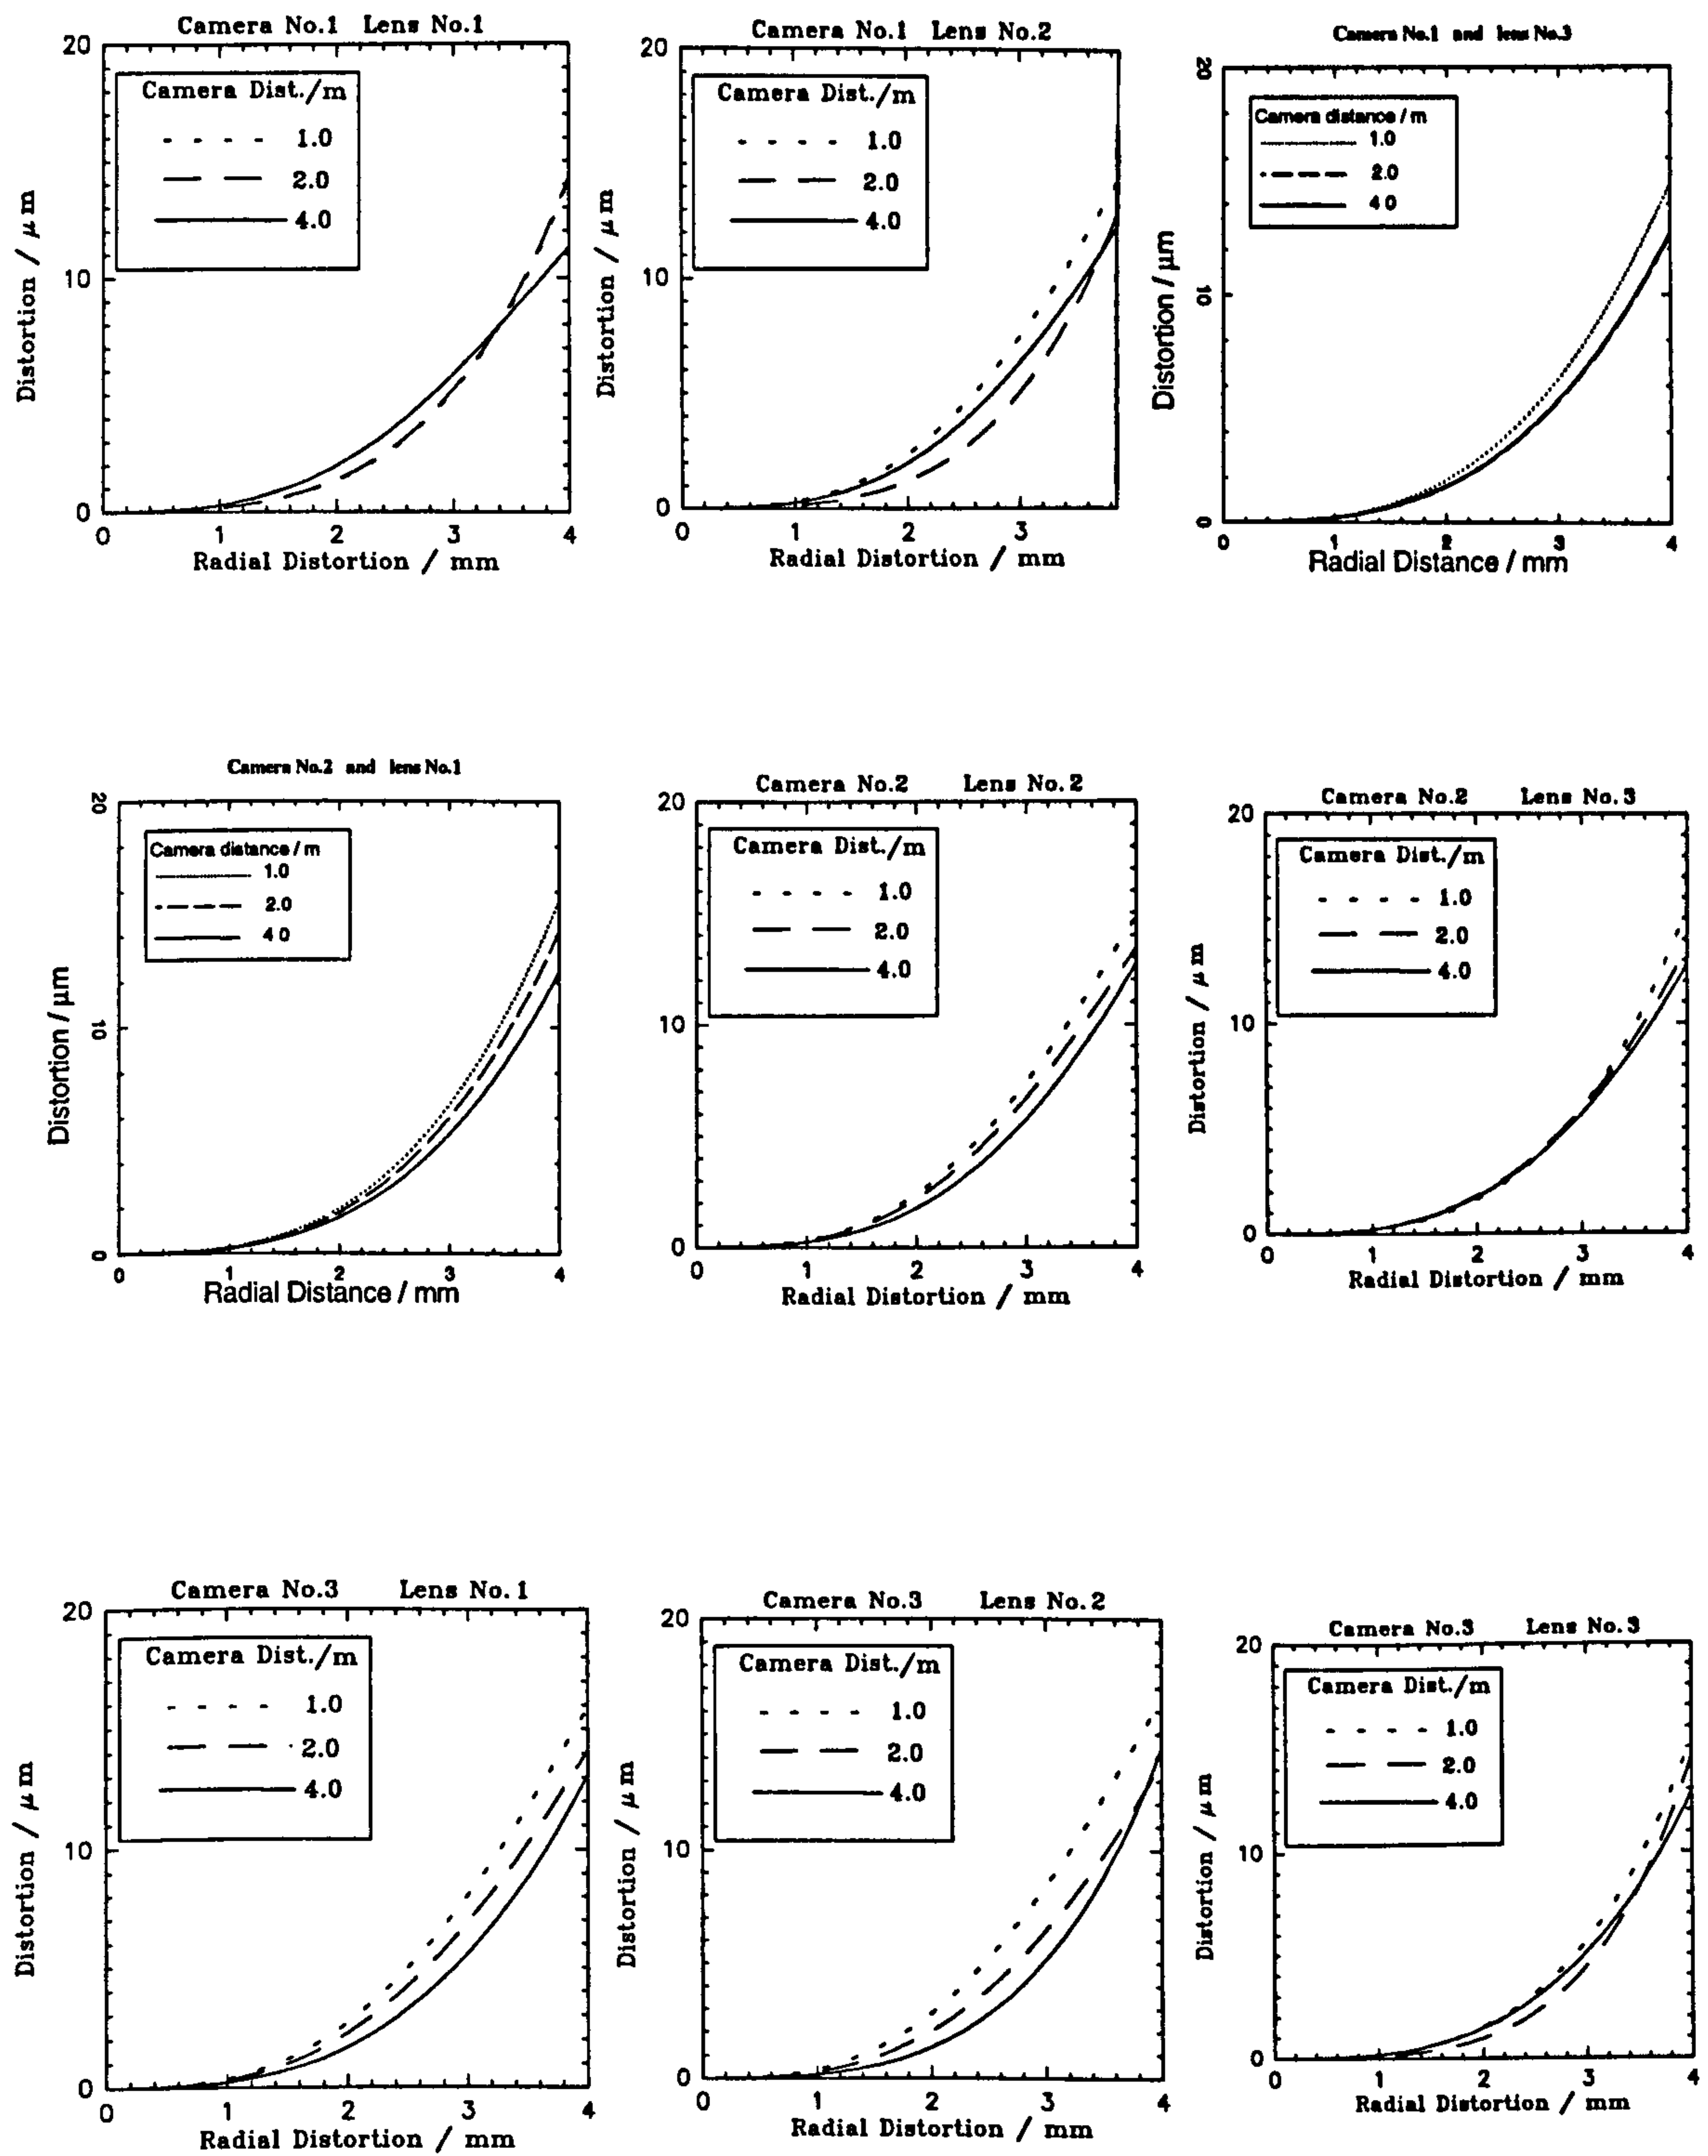 Camera No.1 Lens No.1
20
Camera Dist./m
1.0
2.0
4.0
10
0
Distortion / μm
0 1 2 3 4
Radial Distortion / mm
Camera No.1 Lens No.2
20
Camera Dist./m
1.0
2.0
4.0
10
0
Distortion / μm
0 1 2 3
Radial Distortion / mm
Camera No.1 and lens No.3
20
Camera distance / m
1.0
2.0
4 0
10
0
Distortion / μm
0 1 2 3 4
Radial Distance / mm
Camera No.2 and lens No.1
20
Camera distance / m
1.0
2.0
4 0
10
0
Distortion / μm
0 1 2 3 4
Radial Distance / mm
Camera No.2 Lens No.2
20
Camera Dist./m
1.0
2.0
4.0
10
0
0 1 2 3 4
Radial Distortion / mm
Camera No.2 Lens No.3
20
Camera Dist./m
1.0
2.0
4.0
10
0
Distortion / μm
0 1 2 3 4
Radial Distortion / mm
Camera No.3 Lens No.1
20
Camera Dist./m
1.0
2.0
4.0
10
0
Distortion / μm
0 1 2 3 4
Radial Distortion / mm
Camera No.3 Lens No.2
20
Camera Dist./m
1.0
2.0
4.0
10
0
Distortion / μm
0 1 2 3 4
Radial Distortion / mm
Camera No.3 Lens No.3
20
Camera Dist./m
1.0
2.0
4.0
10
0
Distortion / μm
0 1 2 3 4
Radial Distortion / mm